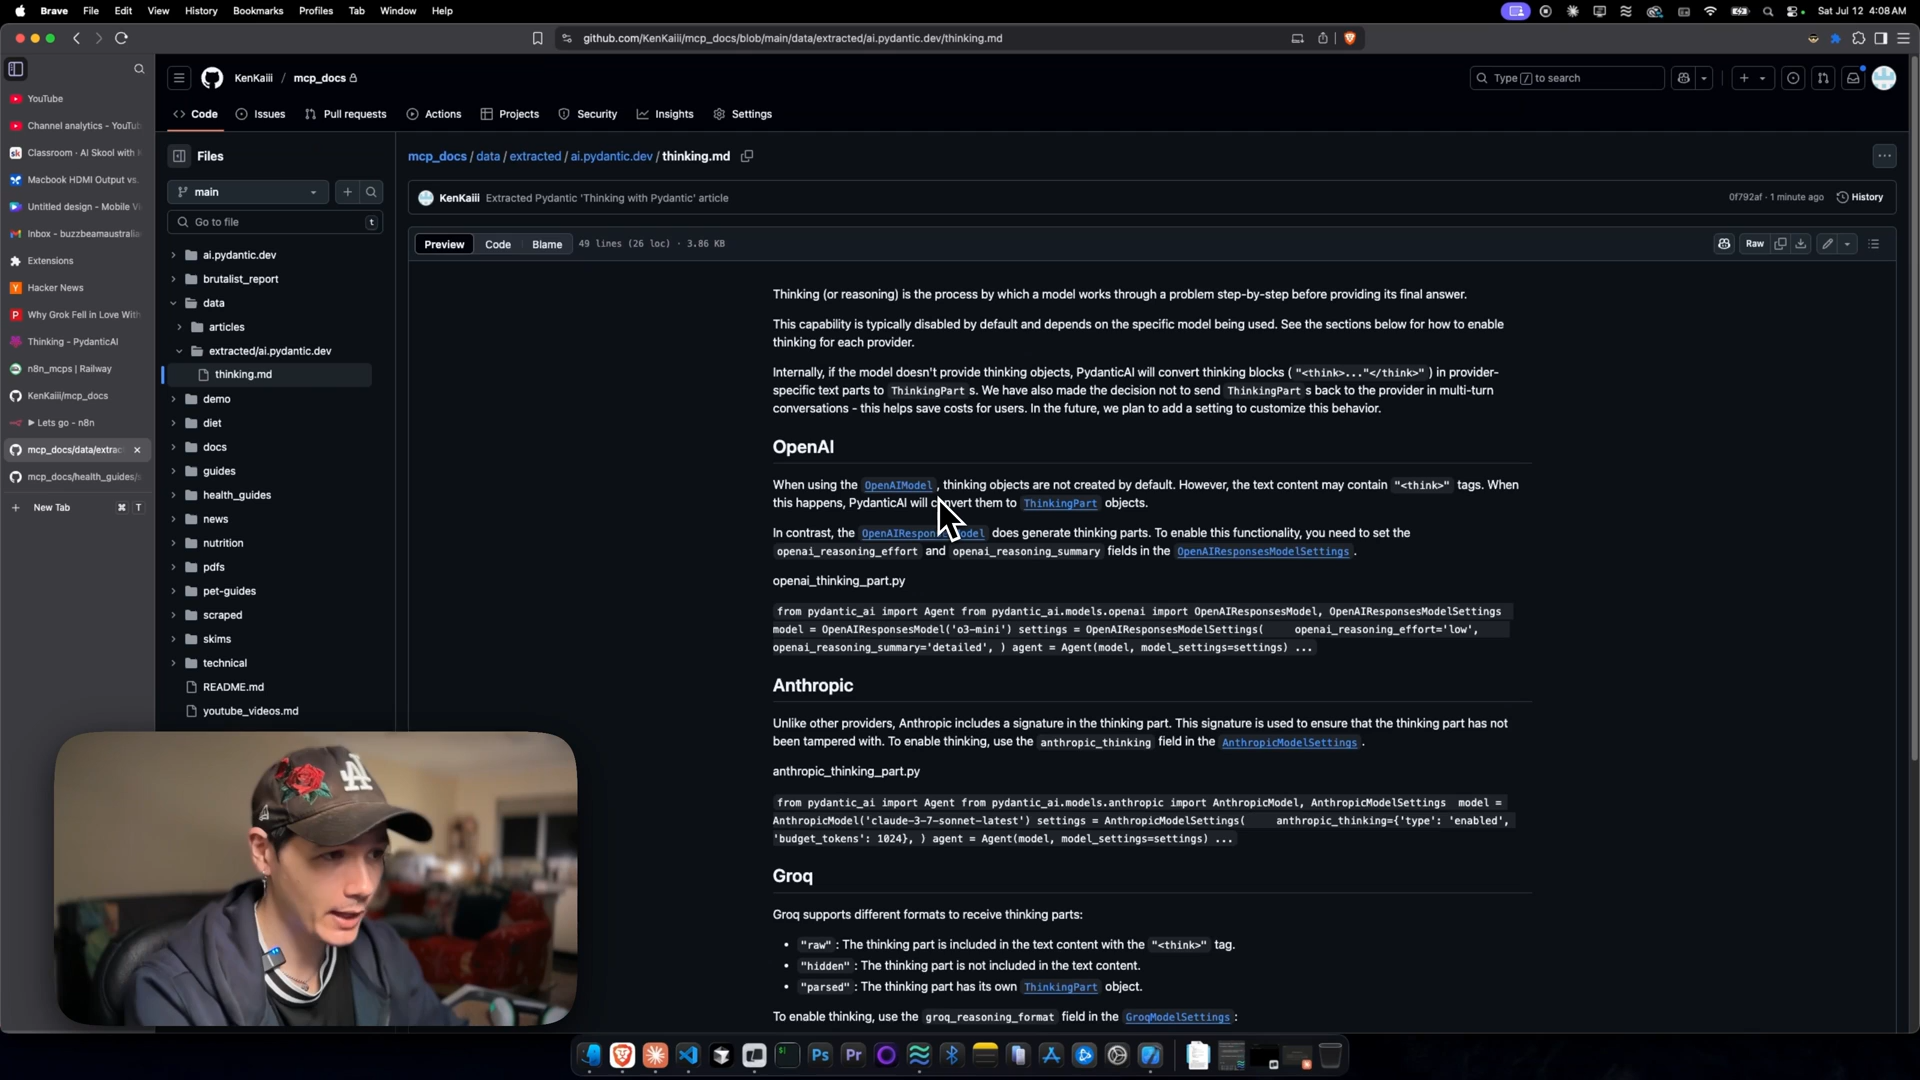 Brave File Edit View History Bookmarks Profiles Tab Window Help
Sat Jul 12 4:08 AM
github.com/KenKaiii/mcp_docs/blob/main/data/extracted/ai.pydantic.dev/thinking.md
YouTube
Channel analytics - YouTub
Classroom - AI Skool with K
Macbook HDMI Output vs.
Untitled design - Mobile Vi
Inbox - buzzbeamaustralia
Extensions
Hacker News
Why Grok Fell in Love With
Thinking - PydanticAI
n8n_mcps | Railway
KenKaiii/mcp_docs
Lets go - n8n
mcp_docs/data/extrac
mcp_docs/health_guides/s
New Tab ⌘ T
KenKaiii / mcp_docs
Type / to search
Code Issues Pull requests Actions Projects Security Insights Settings
Files
main
Go to file t
ai.pydantic.dev
brutalist_report
data
articles
extracted/ai.pydantic.dev
thinking.md
demo
diet
docs
guides
health_guides
news
nutrition
pdfs
pet-guides
scraped
skims
technical
README.md
youtube_videos.md
mcp_docs / data / extracted / ai.pydantic.dev / thinking.md
KenKaiii Extracted Pydantic 'Thinking with Pydantic' article
0f792af · 1 minute ago History
Preview Code Blame 49 lines (26 loc) · 3.86 KB
Raw
Thinking (or reasoning) is the process by which a model works through a problem step-by-step before providing its final answer.
This capability is typically disabled by default and depends on the specific model being used. See the sections below for how to enable
thinking for each provider.
Internally, if the model doesn't provide thinking objects, PydanticAI will convert thinking blocks ( "<think>..."</think>" ) in provider-
specific text parts to ThinkingPart s. We have also made the decision not to send ThinkingPart s back to the provider in multi-turn
conversations - this helps save costs for users. In the future, we plan to add a setting to customize this behavior.
OpenAI
When using the OpenAIModel , thinking objects are not created by default. However, the text content may contain "<think>" tags. When
this happens, PydanticAI will convert them to ThinkingPart objects.
In contrast, the OpenAIResponsesModel does generate thinking parts. To enable this functionality, you need to set the
openai_reasoning_effort and openai_reasoning_summary fields in the OpenAIResponsesModelSettings .
openai_thinking_part.py
from pydantic_ai import Agent from pydantic_ai.models.openai import OpenAIResponsesModel, OpenAIResponsesModelSettings
model = OpenAIResponsesModel('o3-mini') settings = OpenAIResponsesModelSettings( openai_reasoning_effort='low',
openai_reasoning_summary='detailed', ) agent = Agent(model, model_settings=settings) ...
Anthropic
Unlike other providers, Anthropic includes a signature in the thinking part. This signature is used to ensure that the thinking part has not
been tampered with. To enable thinking, use the anthropic_thinking field in the AnthropicModelSettings .
anthropic_thinking_part.py
from pydantic_ai import Agent from pydantic_ai.models.anthropic import AnthropicModel, AnthropicModelSettings model =
AnthropicModel('claude-3-7-sonnet-latest') settings = AnthropicModelSettings( anthropic_thinking={'type': 'enabled',
'budget_tokens': 1024}, ) agent = Agent(model, model_settings=settings) ...
Groq
Groq supports different formats to receive thinking parts:
• "raw" : The thinking part is included in the text content with the "<think>" tag.
• "hidden" : The thinking part is not included in the text content.
• "parsed" : The thinking part has its own ThinkingPart object.
To enable thinking, use the groq_reasoning_format field in the GroqModelSettings :
LA
Ps
Pr